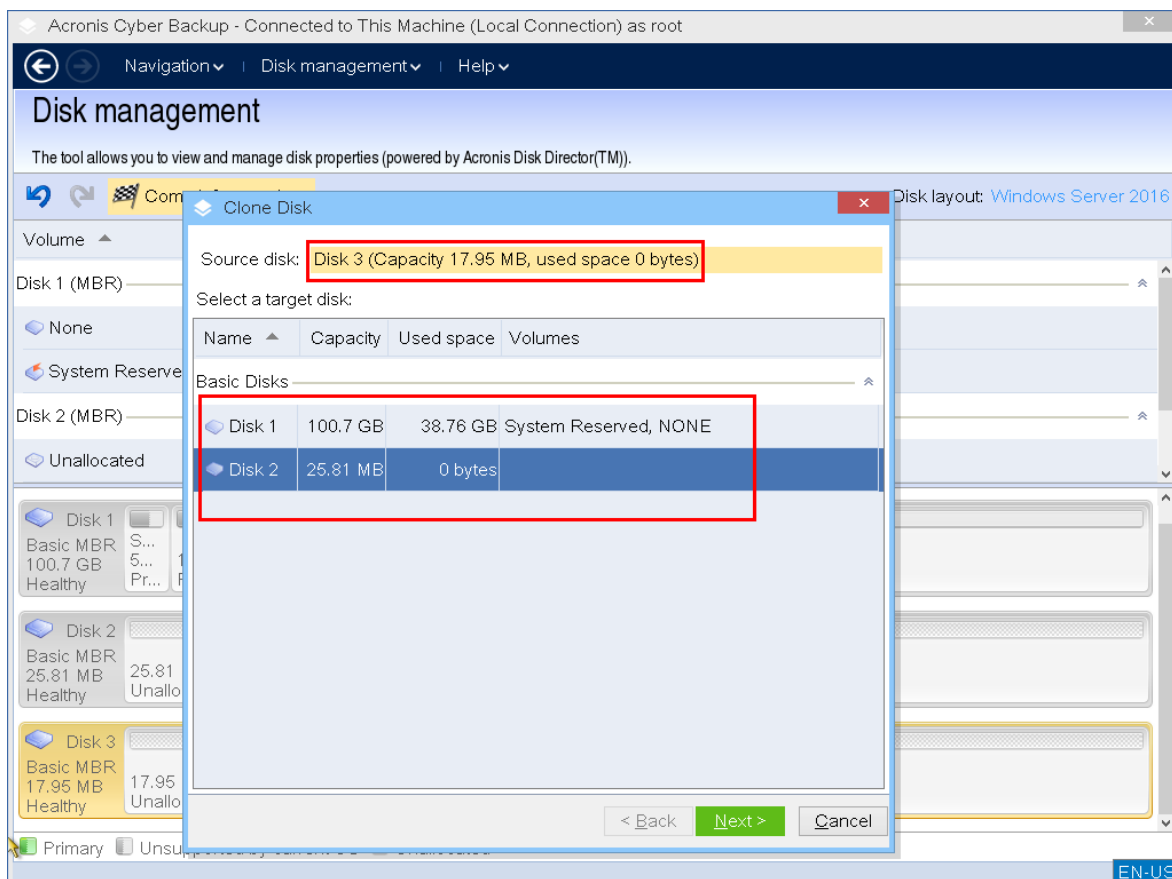 Acronis Cyber Backup - Connected to This Machine (Local Connection) as root
Navigation Disk management Help
Disk management
The tool allows you to view and manage disk properties (powered by Acronis Disk Director(TM)).
Disk layout: Windows Server 2016
Clone Disk
Volume
Source disk: Disk 3 (Capacity 17.95 MB, used space 0 bytes)
Disk 1 (MBR)
Select a target disk:
None
Name Capacity Used space Volumes
System Reserve
Basic Disks
Disk 2 (MBR)
Disk 1 100.7 GB 38.76 GB System Reserved, NONE
Unallocated
Disk 2 25.81 MB 0 bytes
Disk 1
Basic MBR S...
100.7 GB 5...
Healthy Pr...
Disk 2
Basic MBR
25.81 MB 25.81
Healthy Unallo
Disk 3
Basic MBR
17.95 MB 17.95
Healthy Unallo
< Back Next > Cancel
Primary
EN-US